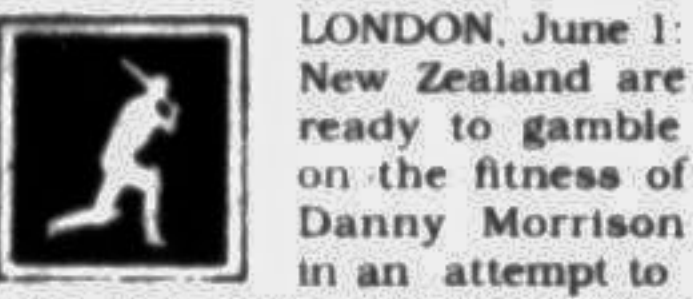 LONDON, June 1:
New Zealand are
ready to gamble
on the fitness of
Danny Morrison
in an attempt to